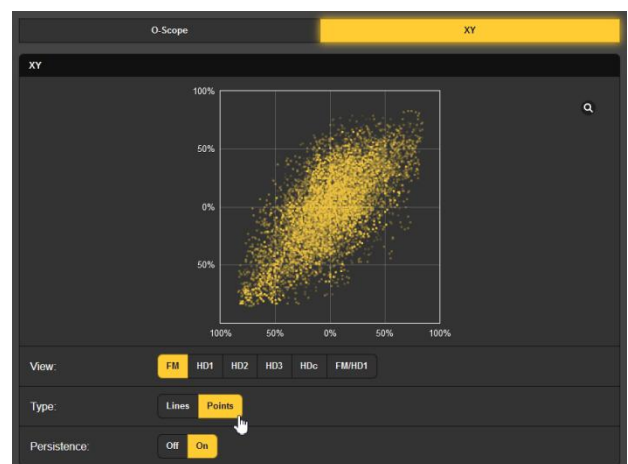 O-Scope XY
XY
100%
50%
0%
50%
100% 50% 0% 50% 100%
View: FM HD1 HD2 HD3 HDc FM/HD1
Type: Lines Points
Persistence: Off On